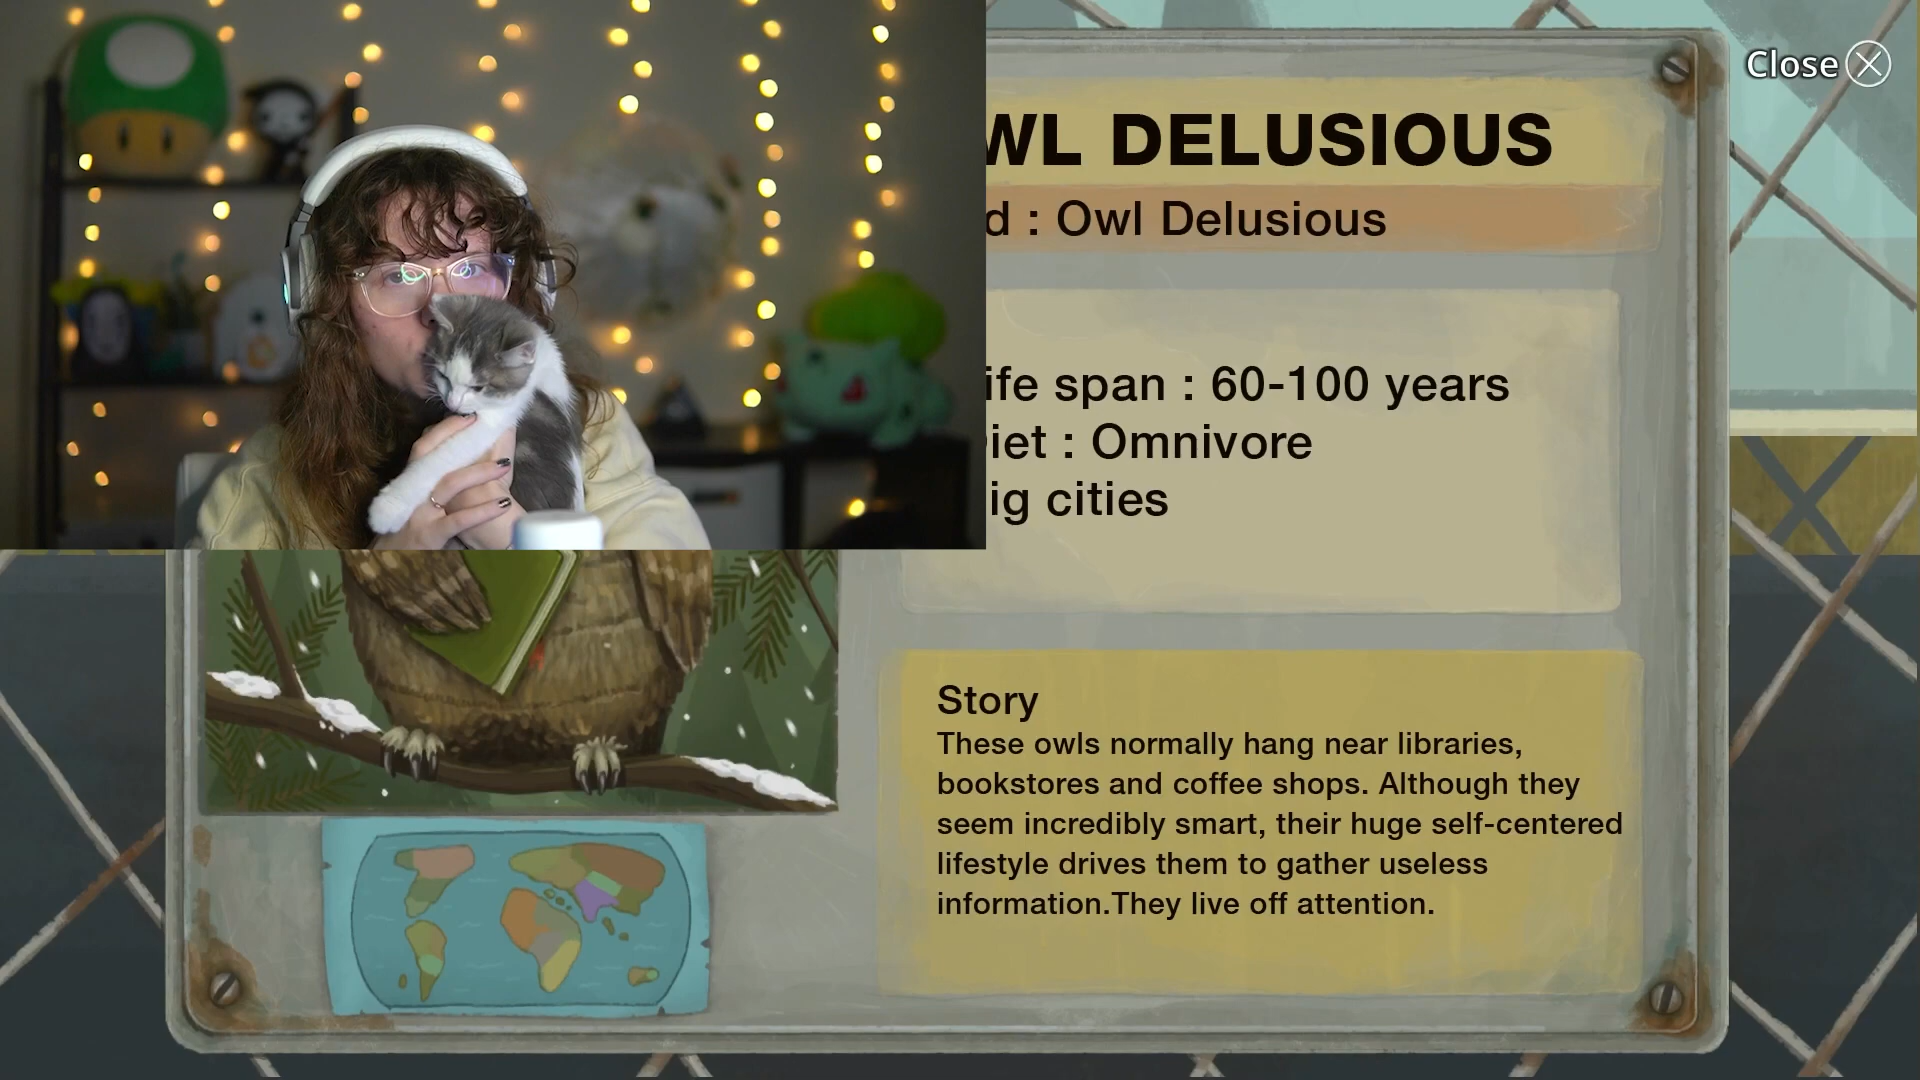 Close
WL DELUSIOUS
d : Owl Delusious
ife span : 60-100 years
iet : Omnivore
ig cities
Story
These owls normally hang near libraries,
bookstores and coffee shops. Although they
seem incredibly smart, their huge self-centered
lifestyle drives them to gather useless
information.They live off attention.